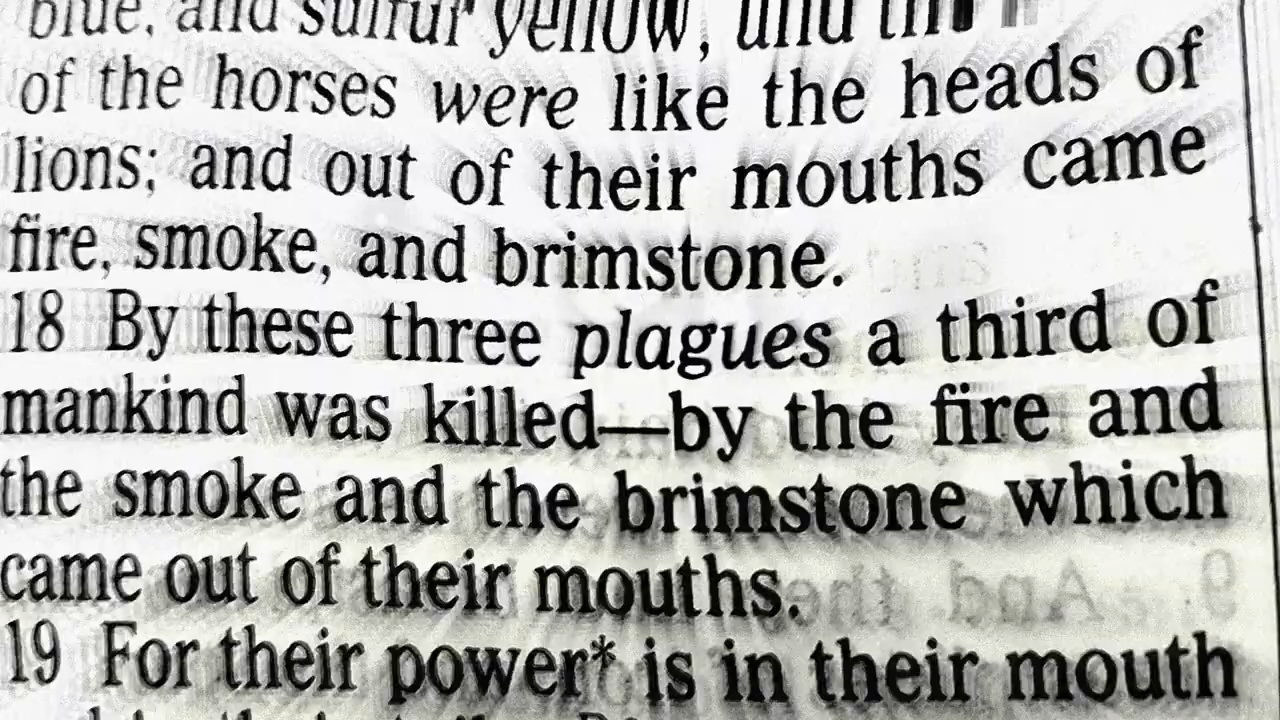 blue, and sulfur yellow; and
of the horses were like the heads of
lions; and out of their mouths came
fire, smoke, and brimstone.
18 By these three plagues a third of
mankind was killed—by the fire and
the smoke and the brimstone which
came out of their mouths.
19 For their power* is in their mouth